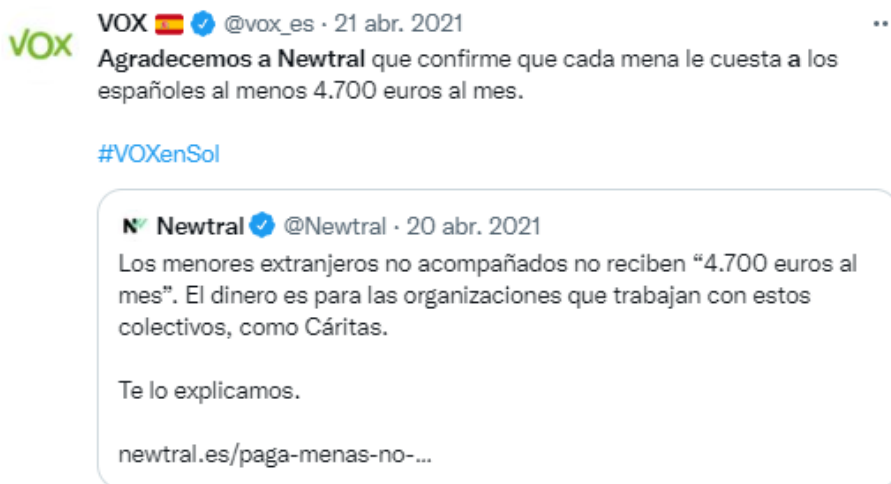 VOX
VOX 🇪🇸 @vox_es · 21 abr. 2021
Agradecemos a Newtral que confirme que cada mena le cuesta a los
españoles al menos 4.700 euros al mes.
#VOXenSol
N Newtral @Newtral · 20 abr. 2021
Los menores extranjeros no acompañados no reciben “4.700 euros al
mes”. El dinero es para las organizaciones que trabajan con estos
colectivos, como Cáritas.
Te lo explicamos.
newtral.es/paga-menas-no-...